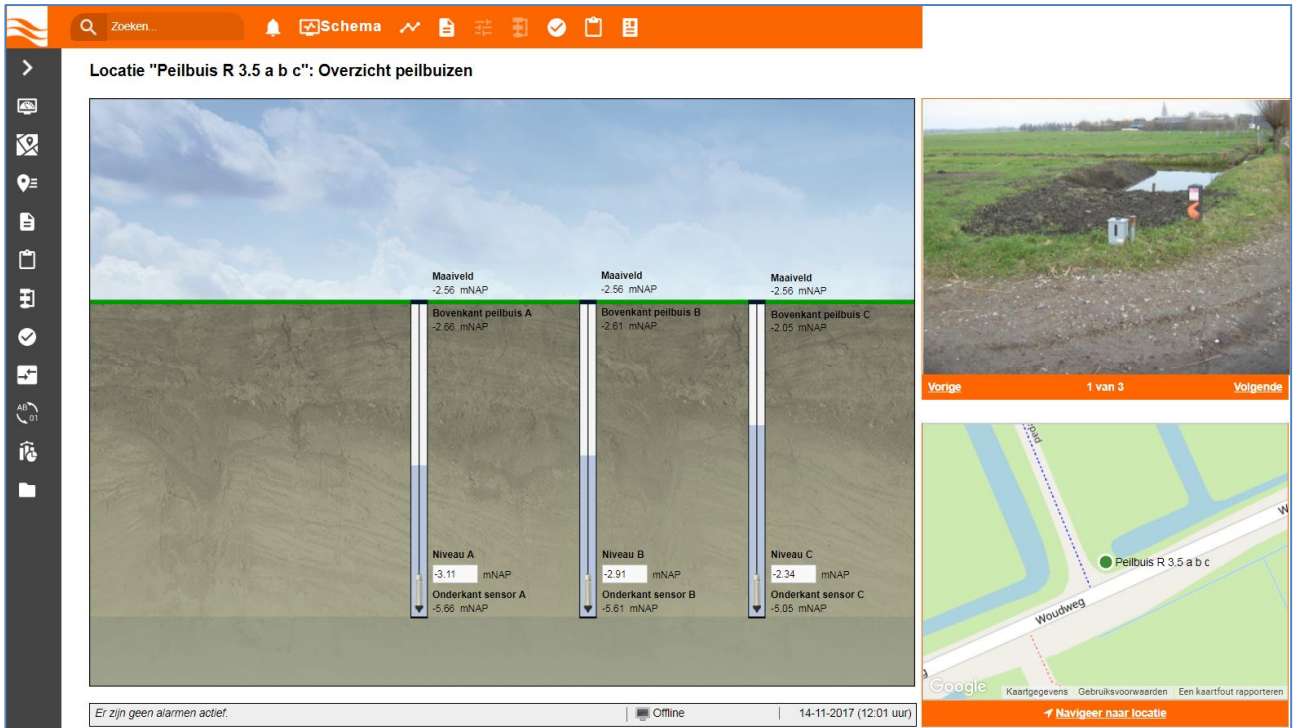 Zoeken...
Schema
Locatie "Peilbuis R 3.5 a b c": Overzicht peilbuizen
Maaiveld
-2.56 mNAP
Maaiveld
-2.56 mNAP
Maaiveld
-2.56 mNAP
Bovenkant peilbuis A
-2.66 mNAP
Bovenkant peilbuis B
-2.61 mNAP
Bovenkant peilbuis C
-2.05 mNAP
Niveau A
-3.11 mNAP
Onderkant sensor A
-5.66 mNAP
Niveau B
-2.91 mNAP
Onderkant sensor B
-5.61 mNAP
Niveau C
-2.34 mNAP
Onderkant sensor C
-5.05 mNAP
Er zijn geen alarmen actief.
Offline
14-11-2017 (12:01 uur)
Vorige
1 van 3
Volgende
Peilbuis R 3.5 a b c
Woudweg
Google
Kaartgegevens
Gebruiksvoorwaarden
Een kaartfout rapporteren
Navigeer naar locatie
AB
01